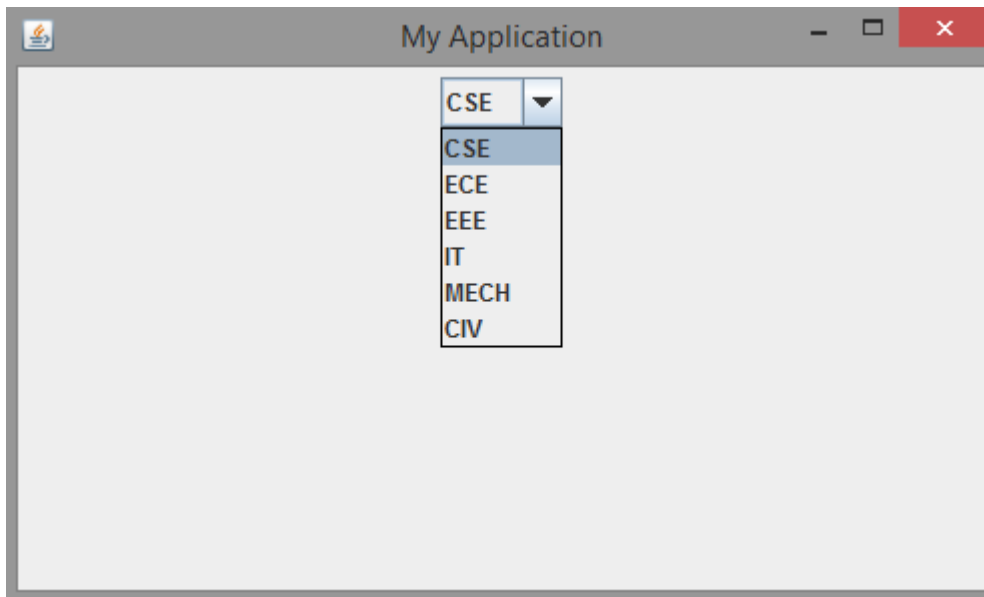 My Application
CSE
CSE
ECE
EEE
IT
MECH
CIV